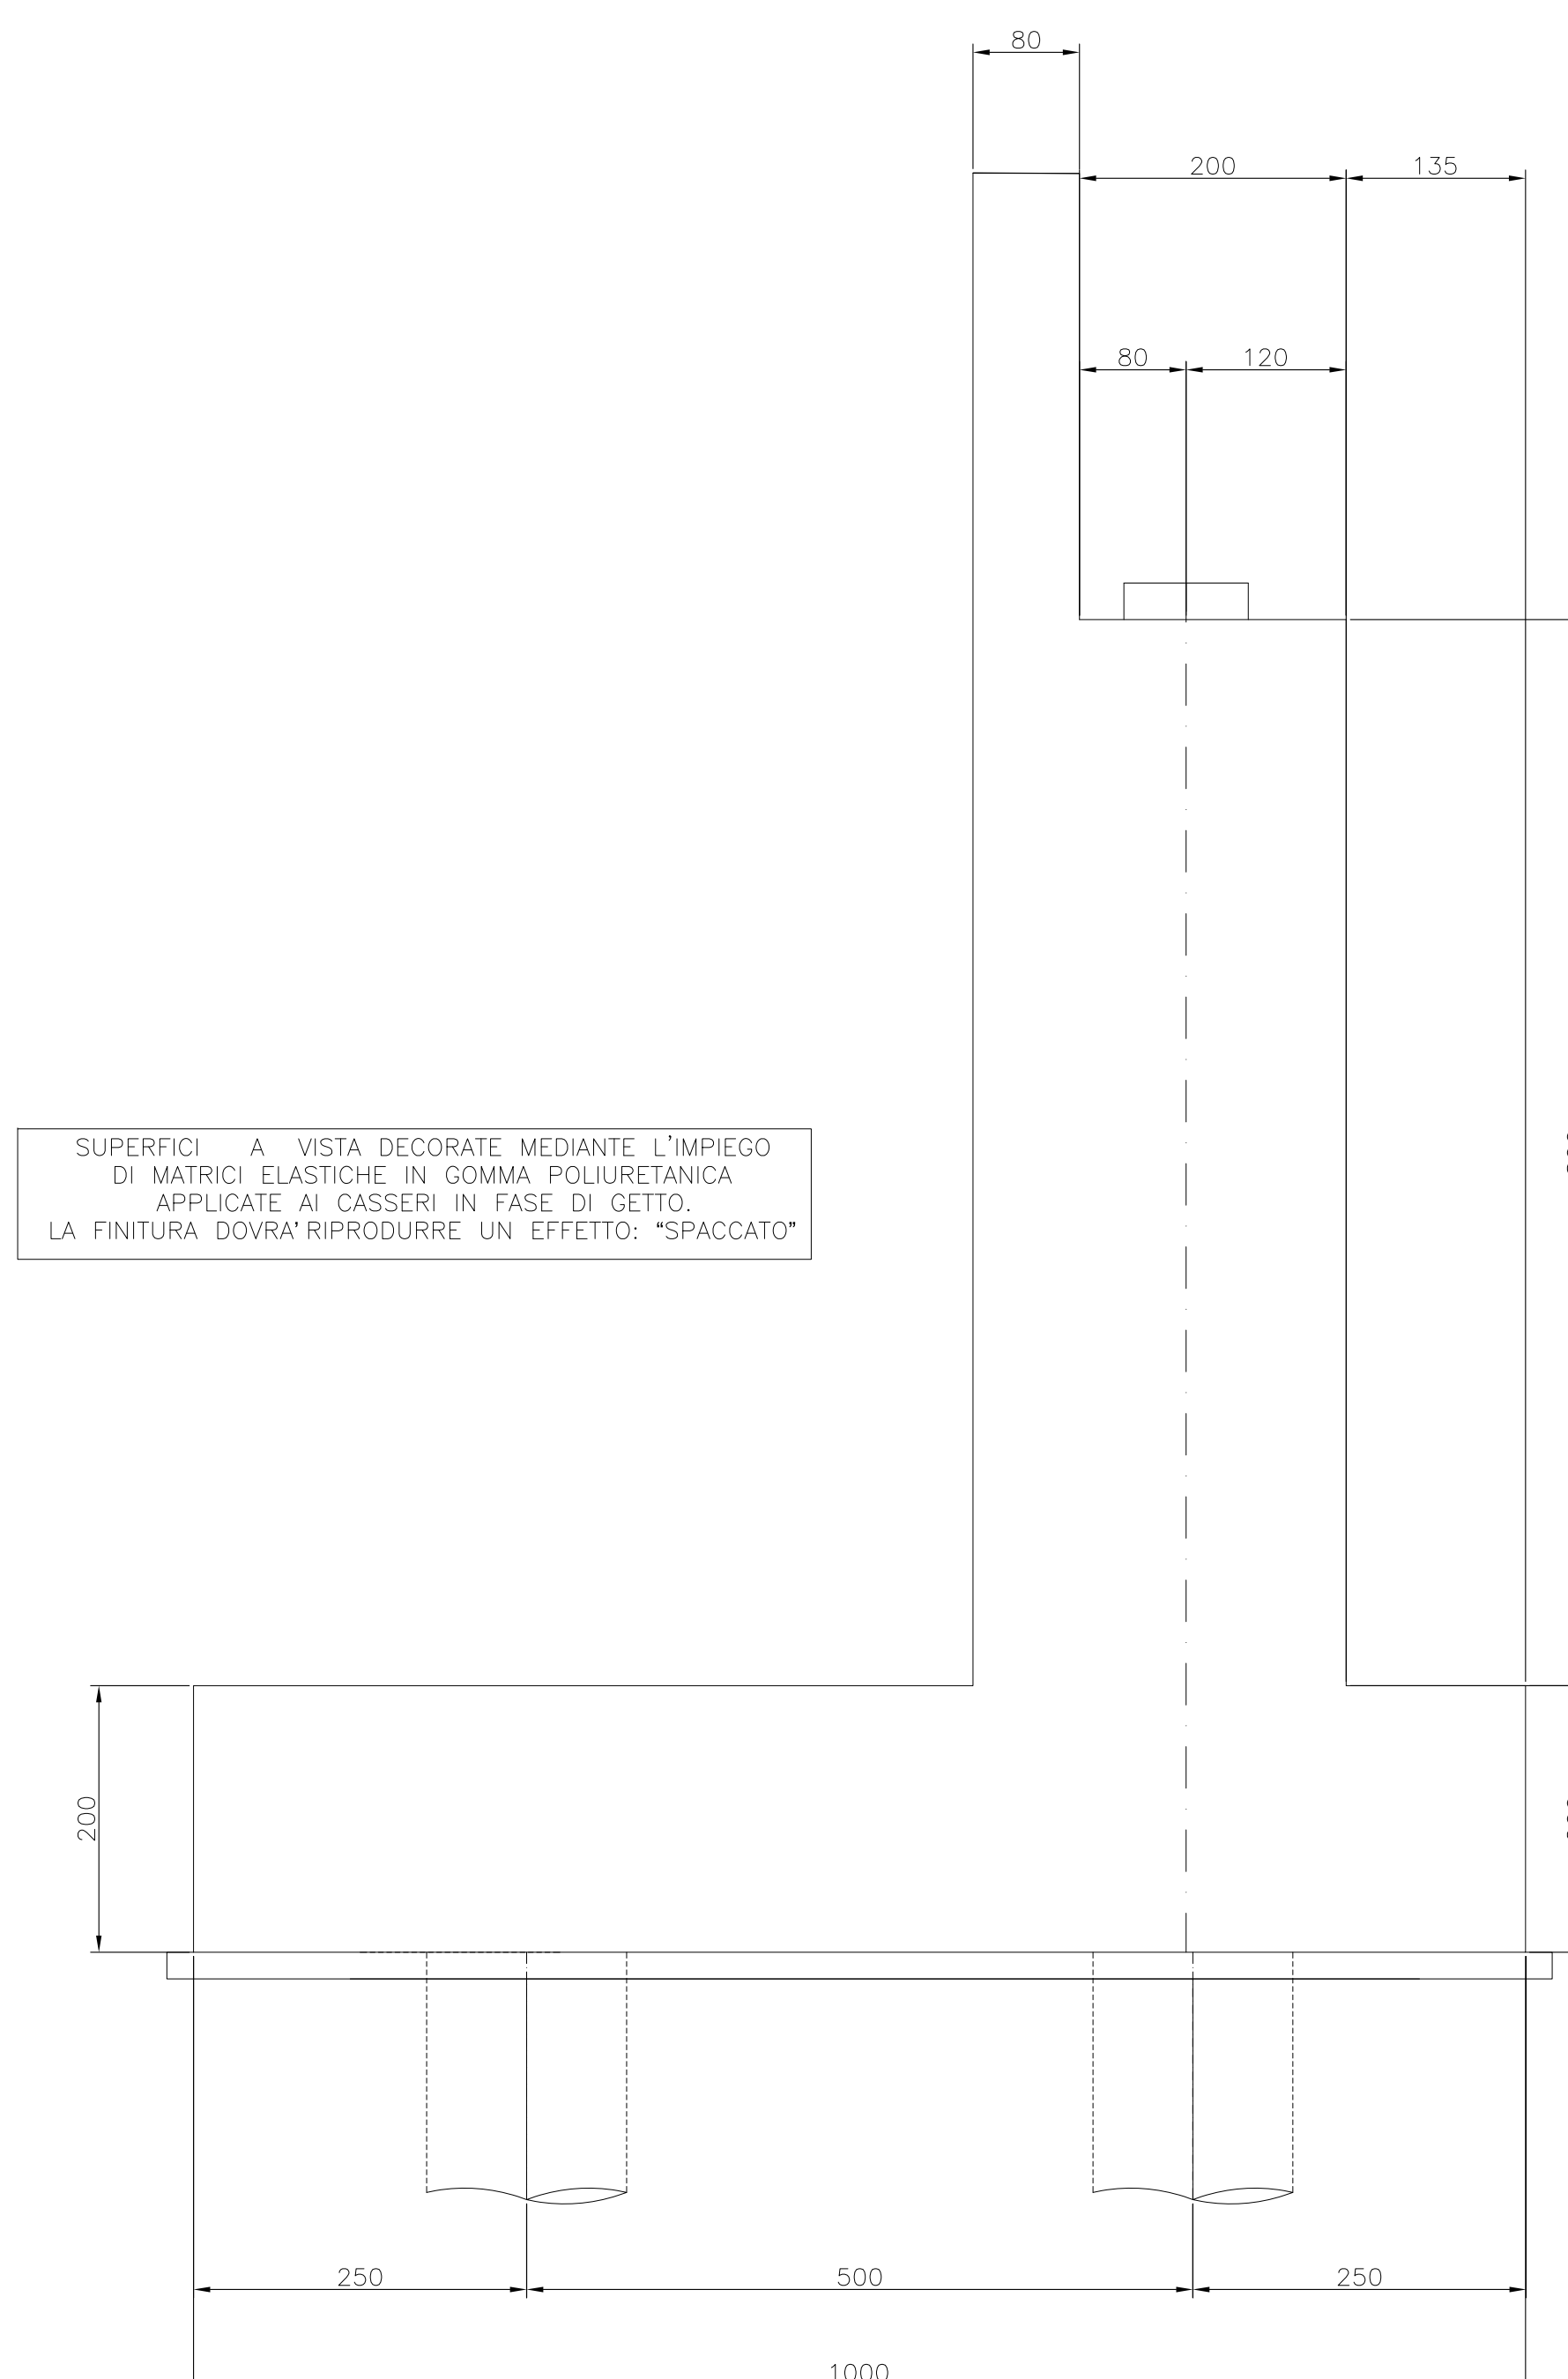 80
200 135
80 120
SUPERFICI A VISTA DECORATE MEDIANTE L'IMPIEGO
DI MATRICI ELASTICHE IN GOMMA POLIURETANICA
APPLICATE AI CASSERI IN FASE DI GETTO.
LA FINITURA DOVRA' RIPRODURRE UN EFFETTO: “SPACCATO”
200
250 500 250
1000